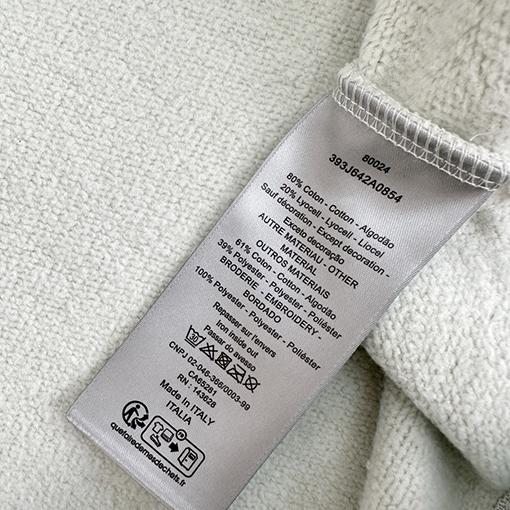 80024
393J642A0854
80% Coton - Cotton - Algodão
20% Lyocell - Lyocell - Liocel
Sauf décoration - Except decoration -
Exceto decoração
AUTRE MATERIAU - OTHER
MATERIAL
OUTROS MATERIAIS
61% Coton - Cotton - Algodão
39% Polyester - Polyester - Poliéster
BRODERIE - EMBROIDERY -
BORDADO
100% Polyester - Polyester - Poliéster
Repasser sur l'envers
Iron inside out
Passar do avesso
30
CNPJ 02-046-366/0003-99
CA65281
RN : 143628
Made in ITALY
ITALIA
quefairedemesdechets.fr